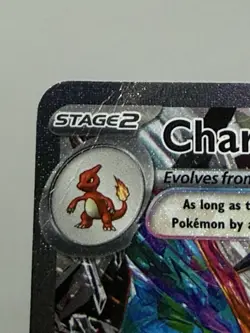 STAGE2
Char
Evolves from
As long as t
Pokémon by a